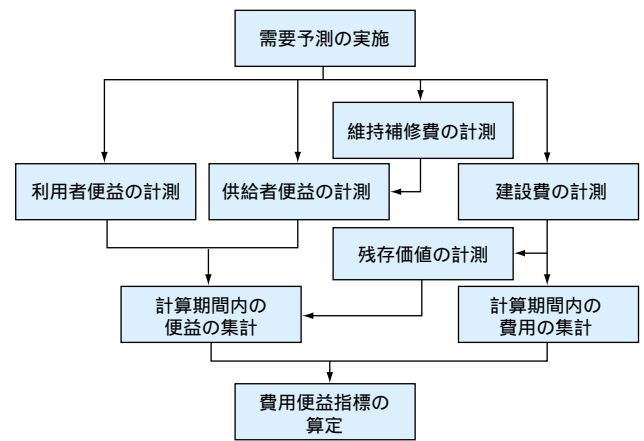 需要予測の実施
維持補修費の計測
利用者便益の計測
供給者便益の計測
建設費の計測
残存価値の計測
計算期間内の
便益の集計
計算期間内の
費用の集計
費用便益指標の
算定